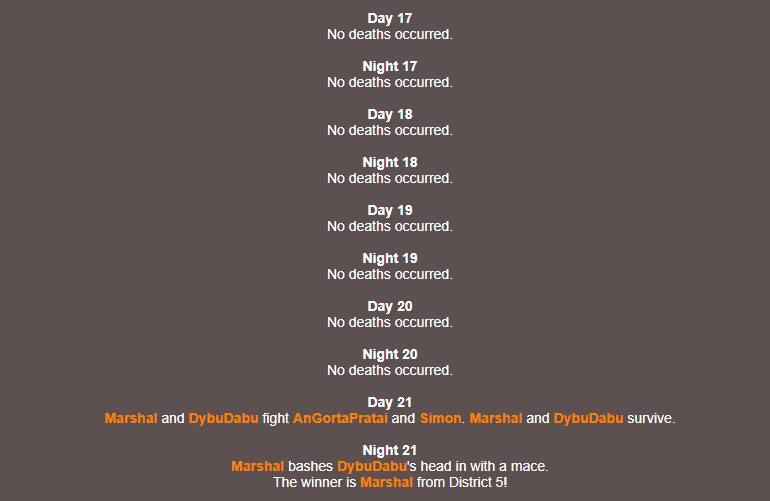 Day 17
No deaths occurred.
Night 17
No deaths occurred.
Day 18
No deaths occurred.
Night 18
No deaths occurred.
Day 19
No deaths occurred.
Night 19
No deaths occurred.
Day 20
No deaths occurred.
Night 20
No deaths occurred.
Day 21
Marshal and DybuDabu fight AnGortaPratai and Simon. Marshal and DybuDabu survive.
Night 21
Marshal bashes DybuDabu's head in with a mace.
The winner is Marshal from District 5!